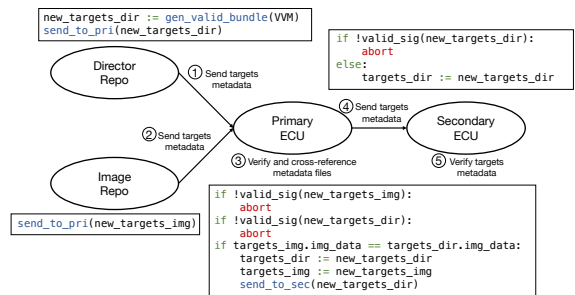 new_targets_dir := gen_valid_bundle(VVM)
send_to_pri(new_targets_dir)
if !valid_sig(new_targets_dir):
abort
else:
targets_dir := new_targets_dir
Director
Repo
① Send targets
metadata
② Send targets
metadata
Primary
ECU
④ Send targets
metadata
Secondary
ECU
③ Verify and cross-reference
metadata files
⑤ Verify targets
metadata
Image
Repo
send_to_pri(new_targets_img)
if !valid_sig(new_targets_img):
abort
if !valid_sig(new_targets_dir):
abort
if targets_img.img_data == targets_dir.img_data:
targets_dir := new_targets_dir
targets_img := new_targets_img
send_to_sec(new_targets_dir)